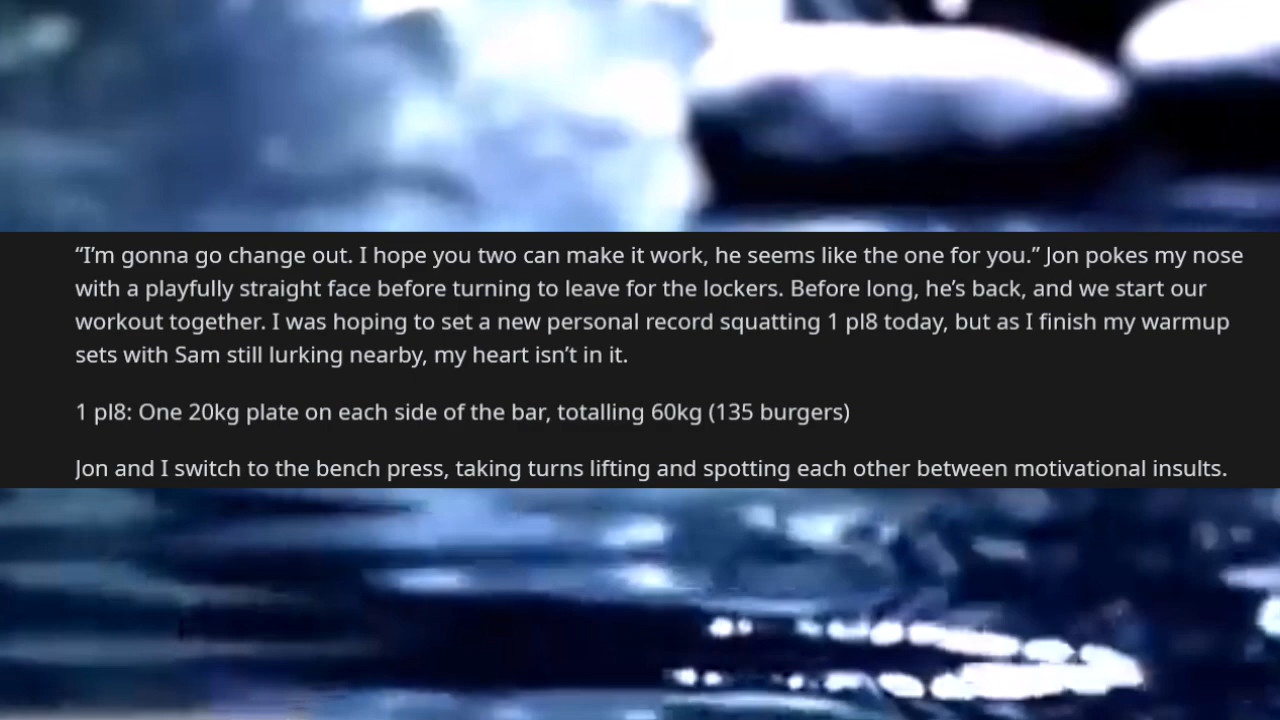 “I’m gonna go change out. I hope you two can make it work, he seems like the one for you.” Jon pokes my nose
with a playfully straight face before turning to leave for the lockers. Before long, he’s back, and we start our
workout together. I was hoping to set a new personal record squatting 1 pl8 today, but as I finish my warmup
sets with Sam still lurking nearby, my heart isn’t in it.
1 pl8: One 20kg plate on each side of the bar, totalling 60kg (135 burgers)
Jon and I switch to the bench press, taking turns lifting and spotting each other between motivational insults.